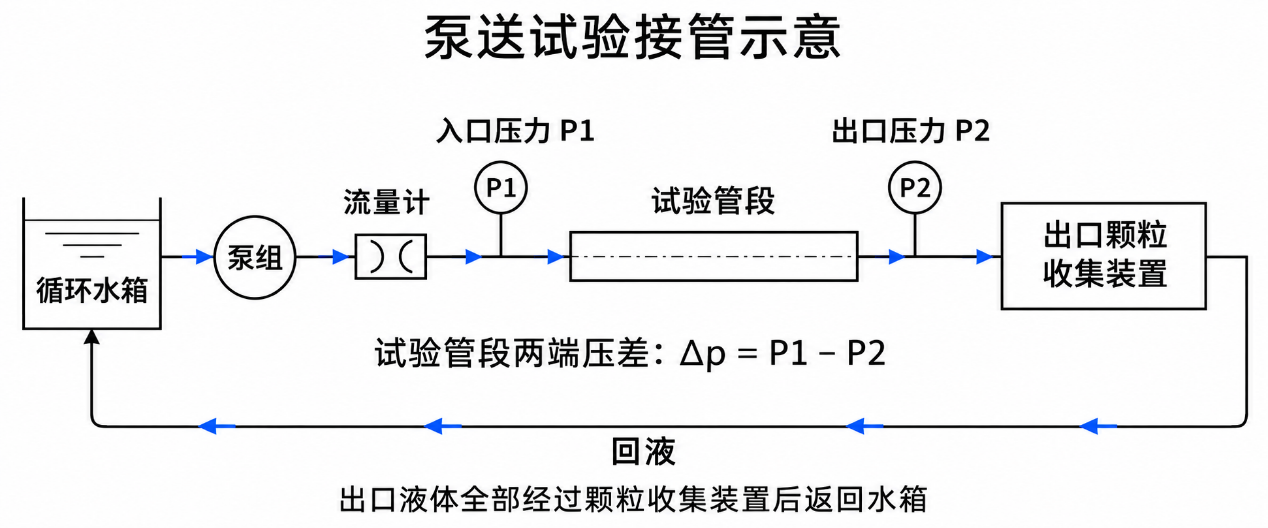 泵送试验接管示意
入口压力 P1
出口压力 P2
P1
P2
流量计
试验管段
循环水箱
泵组
出口颗粒
收集装置
试验管段两端压差：Δp = P1 − P2
回液
出口液体全部经过颗粒收集装置后返回水箱